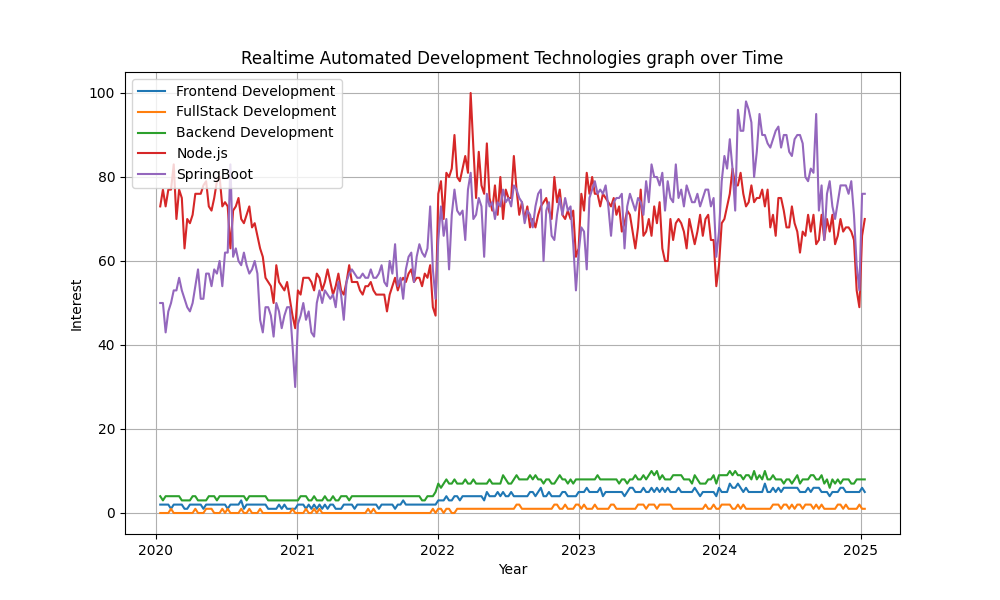 Realtime Automated Development Technologies graph over Time
Frontend Development
FullStack Development
Backend Development
Node.js
SpringBoot
100
80
60
40
20
0
Interest
2020 2021 2022 2023 2024 2025
Year